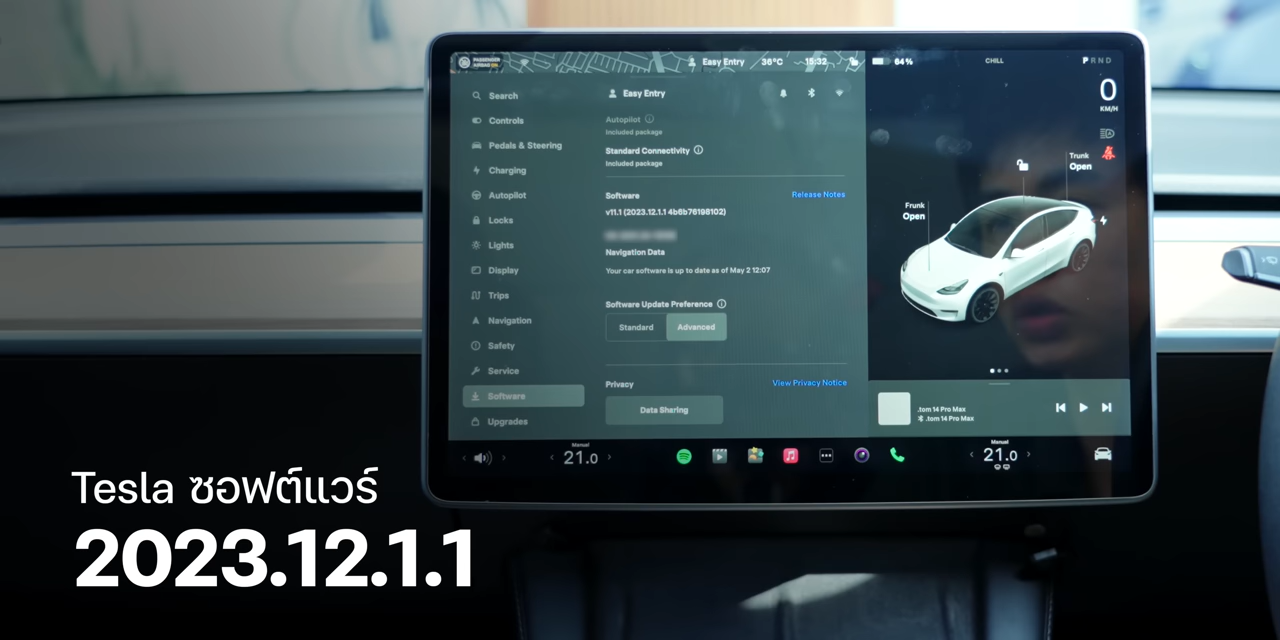 PASSENGER
AIRBAG ON
Easy Entry
36°C
15:32
64 %
CHILL
P R N D
Search
Controls
Pedals & Steering
Charging
Autopilot
Locks
Lights
Display
Trips
Navigation
Safety
Service
Software
Upgrades
Easy Entry
Autopilot
Included package
Standard Connectivity
Included package
Software
Release Notes
v11.1 (2023.12.1.1 4b6b76198102)
Navigation Data
Your car software is up to date as of May 2 12:07
Software Update Preference
Standard
Advanced
Privacy
View Privacy Notice
Data Sharing
0
KM/H
Trunk
Open
Frunk
Open
.tom 14 Pro Max
.tom 14 Pro Max
Manual
21.0
Manual
21.0
Tesla ซอฟต์แวร์
2023.12.1.1